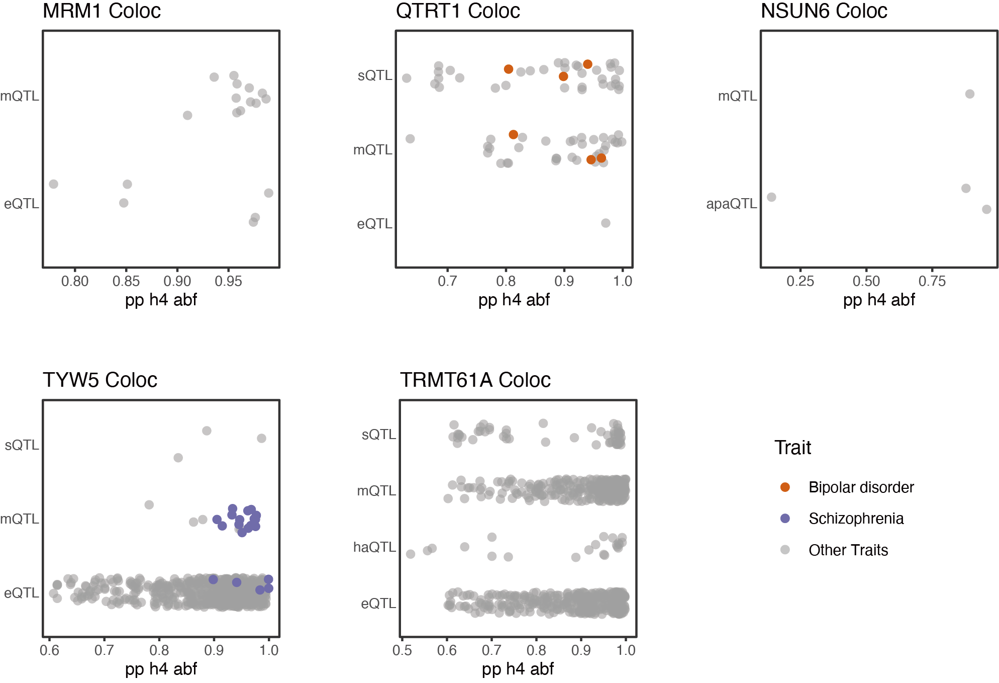 MRM1 Coloc
mQTL
eQTL
0.80 0.85 0.90 0.95
pp h4 abf
QTRT1 Coloc
sQTL
mQTL
eQTL
0.7 0.8 0.9 1.0
pp h4 abf
NSUN6 Coloc
mQTL
apaQTL
0.25 0.50 0.75
pp h4 abf
TYW5 Coloc
sQTL
mQTL
eQTL
0.6 0.7 0.8 0.9 1.0
pp h4 abf
TRMT61A Coloc
sQTL
mQTL
haQTL
eQTL
0.5 0.6 0.7 0.8 0.9 1.0
pp h4 abf
Trait
Bipolar disorder
Schizophrenia
Other Traits